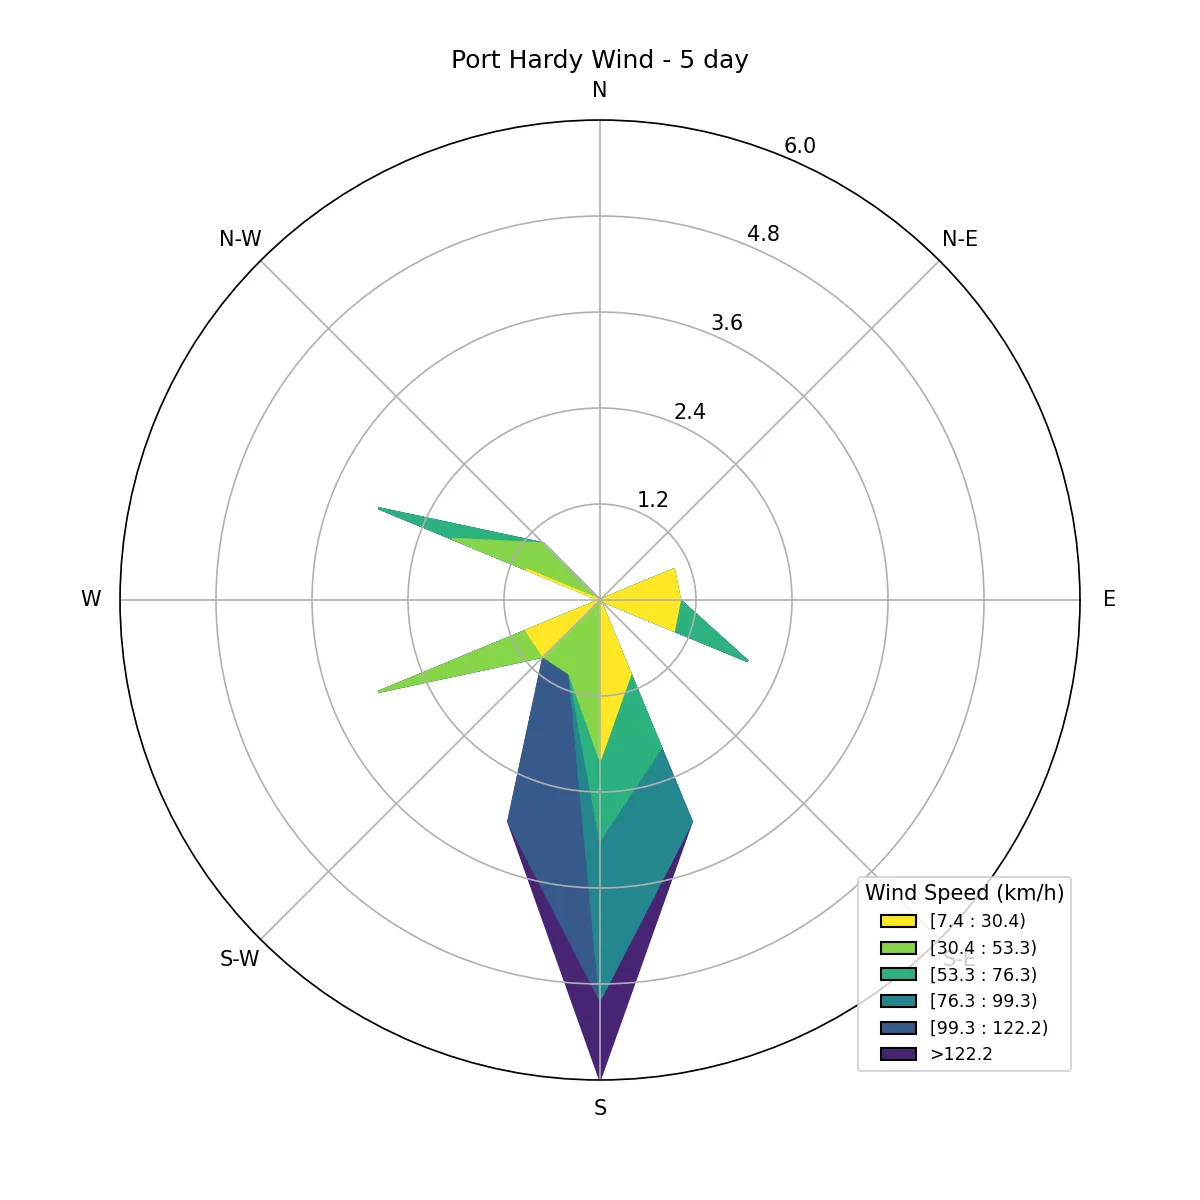 Port Hardy Wind - 5 day
N
6.0
N-W
N-E
4.8
3.6
2.4
1.2
W
E
Wind Speed (km/h)
[7.4 : 30.4)
[30.4 : 53.3)
S-W
S-E
[53.3 : 76.3)
[76.3 : 99.3)
[99.3 : 122.2)
>122.2
S